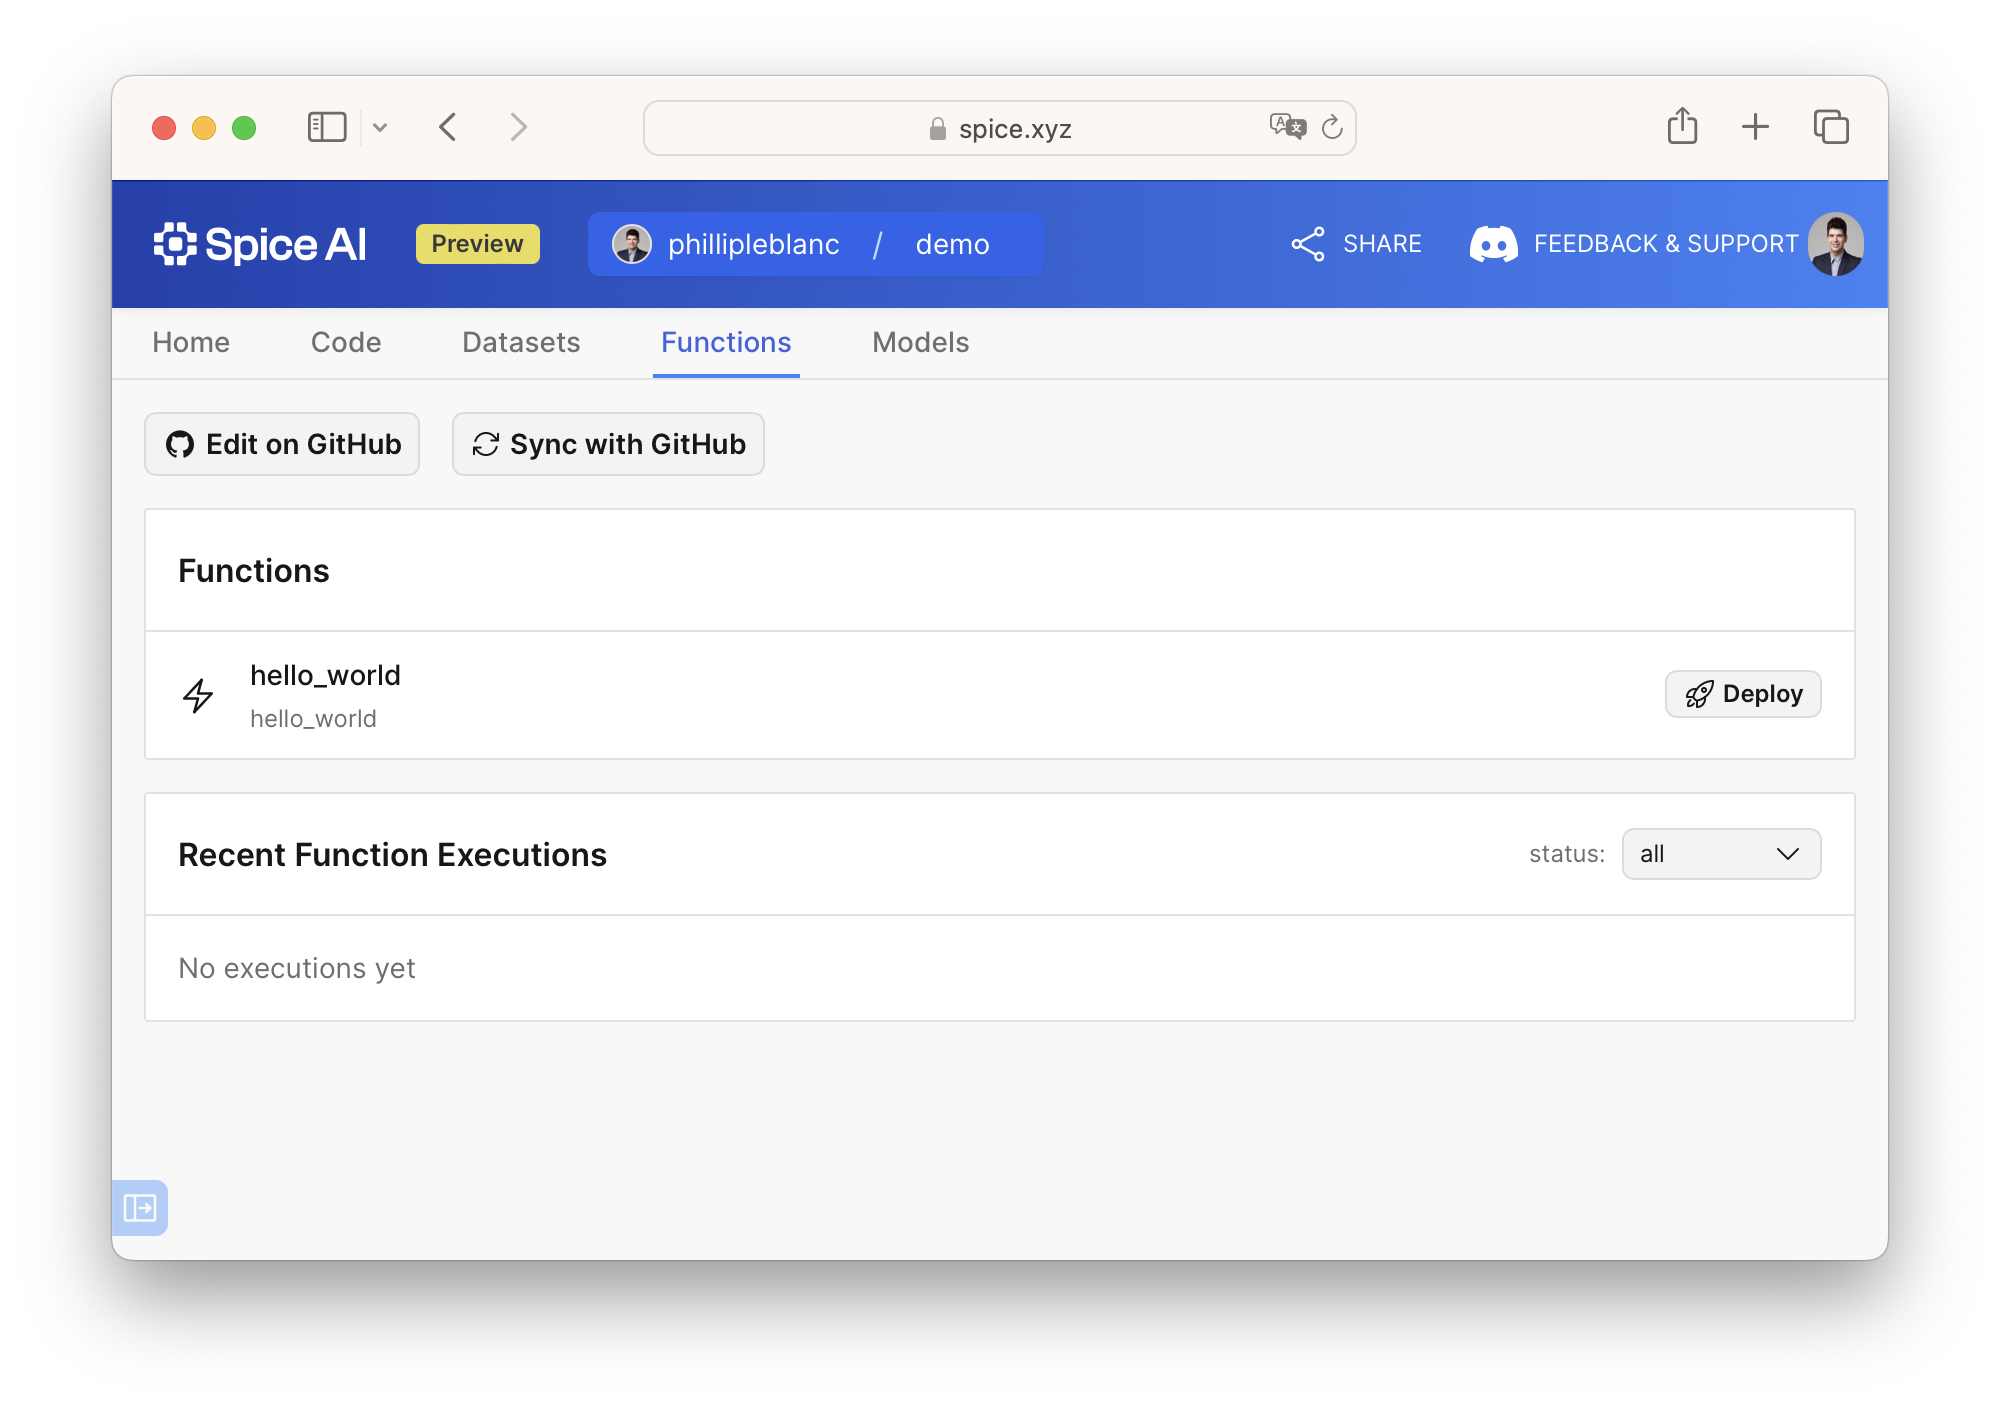 spice.xyz
Spice AI
Preview
phillipleblanc / demo
SHARE
FEEDBACK & SUPPORT
Home
Code
Datasets
Functions
Models
Edit on GitHub
Sync with GitHub
Functions
hello_world
hello_world
Deploy
Recent Function Executions
status:
all
No executions yet